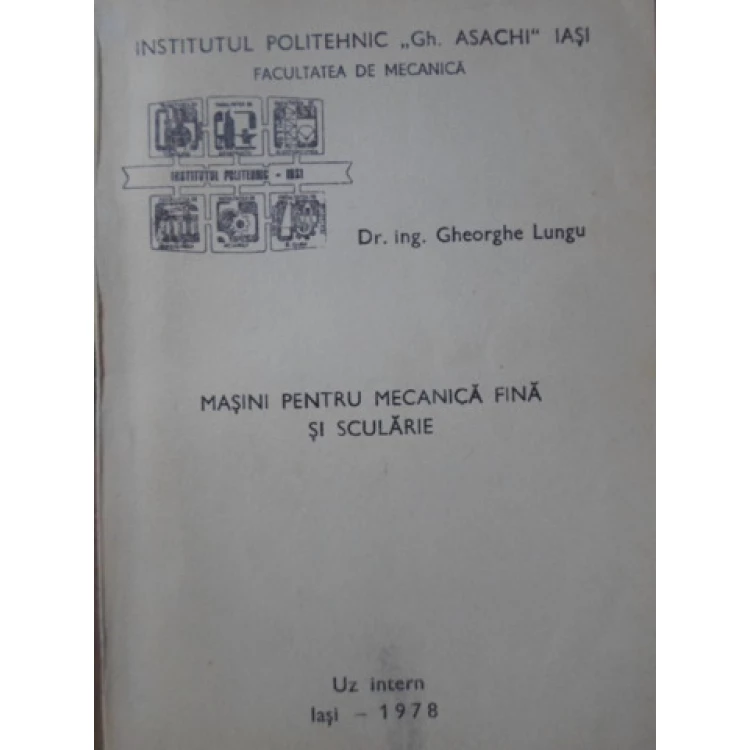 INSTITUTUL POLITEHNIC „Gh. ASACHI" IAȘI
FACULTATEA DE MECANICĂ
INSTITUTUL POLITEHNIC - IASI
Dr. ing. Gheorghe Lungu
MAȘINI PENTRU MECANICĂ FINĂ
ȘI SCULĂRIE
Uz intern
Iași - 1978